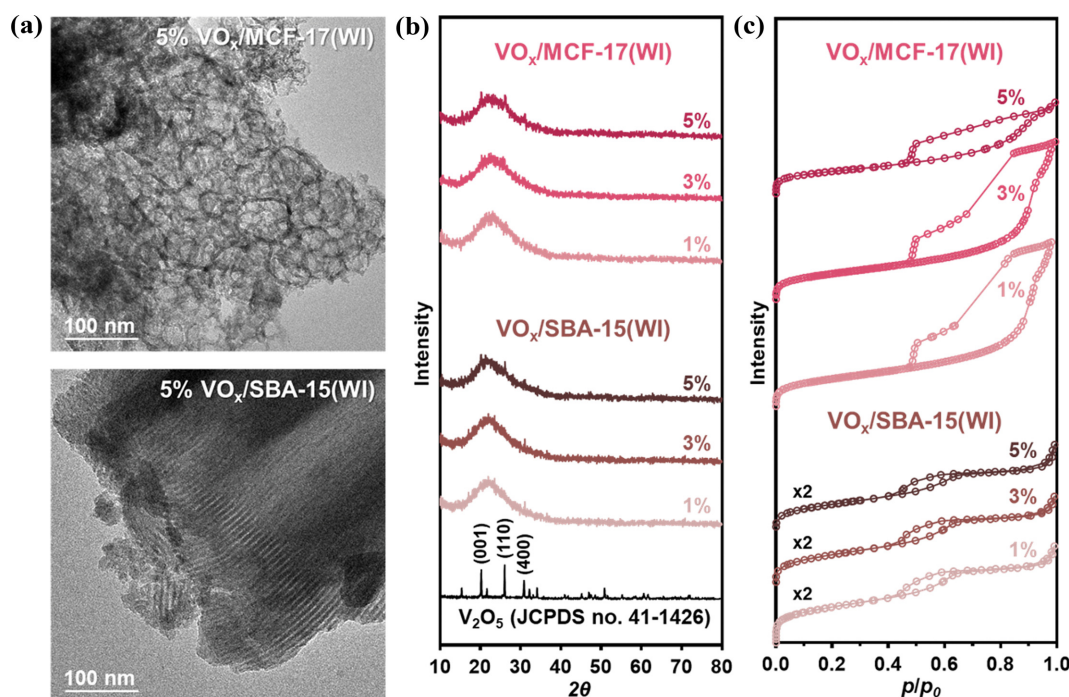 (a)
5% VOₓ/MCF-17(WI)
100 nm
5% VOₓ/SBA-15(WI)
100 nm
(b)
VOₓ/MCF-17(WI)
5%
3%
1%
VOₓ/SBA-15(WI)
5%
3%
1%
(001)
(110)
(400)
V₂O₅ (JCPDS no. 41-1426)
Intensity
10 20 30 40 50 60 70 80
2θ
(c)
VOₓ/MCF-17(WI)
5%
3%
1%
VOₓ/SBA-15(WI)
5%
x2
3%
x2
1%
x2
Intensity
0.0 0.2 0.4 0.6 0.8 1.0
p/p₀